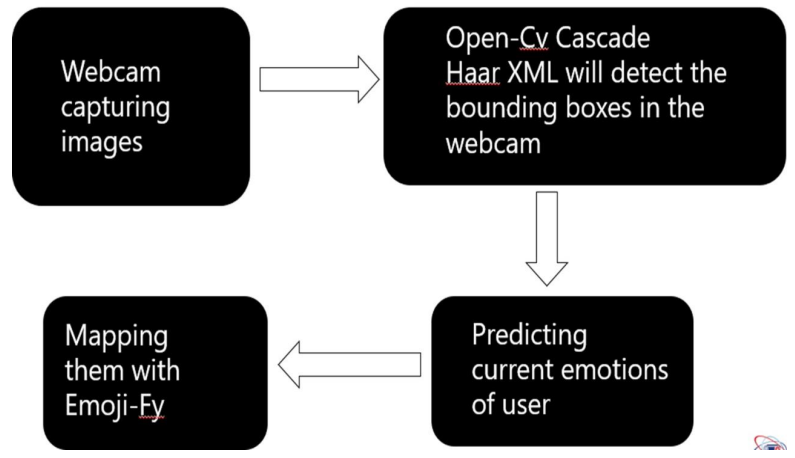 Webcam
capturing
images
Open-Cv Cascade
Haar XML will detect the
bounding boxes in the
webcam
Predicting
current emotions
of user
Mapping
them with
Emoji-Fy